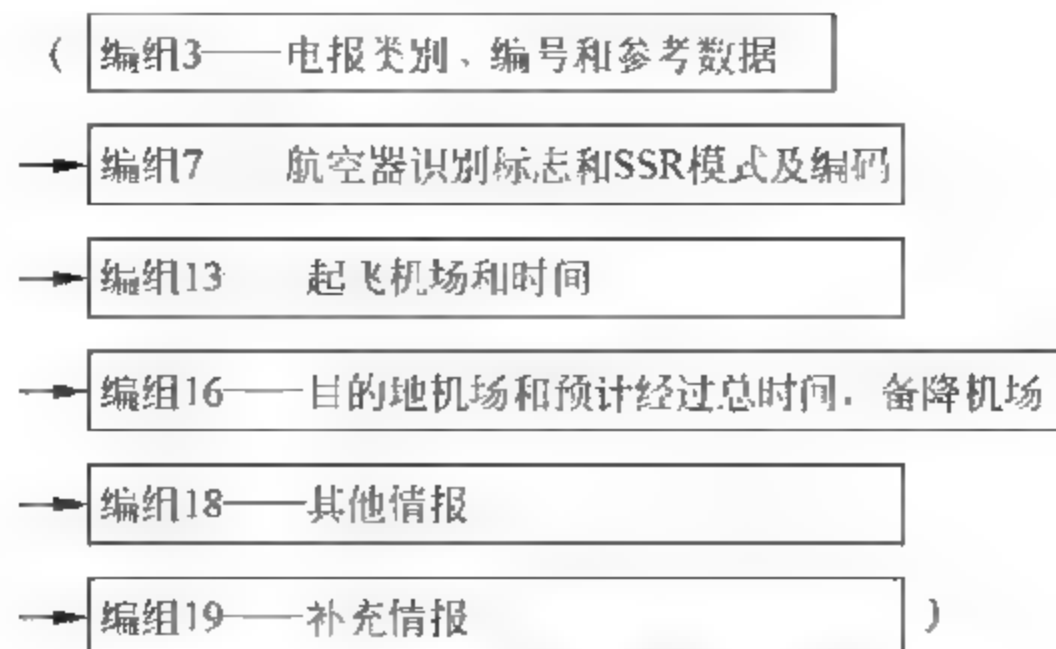 ( 编组3——电报类别、编号和参考数据
编组7 航空器识别标志和SSR模式及编码
编组13 起飞机场和时间
编组16——目的地机场和预计经过总时间,备降机场
编组18——其他情报
编组19——补充情报 )